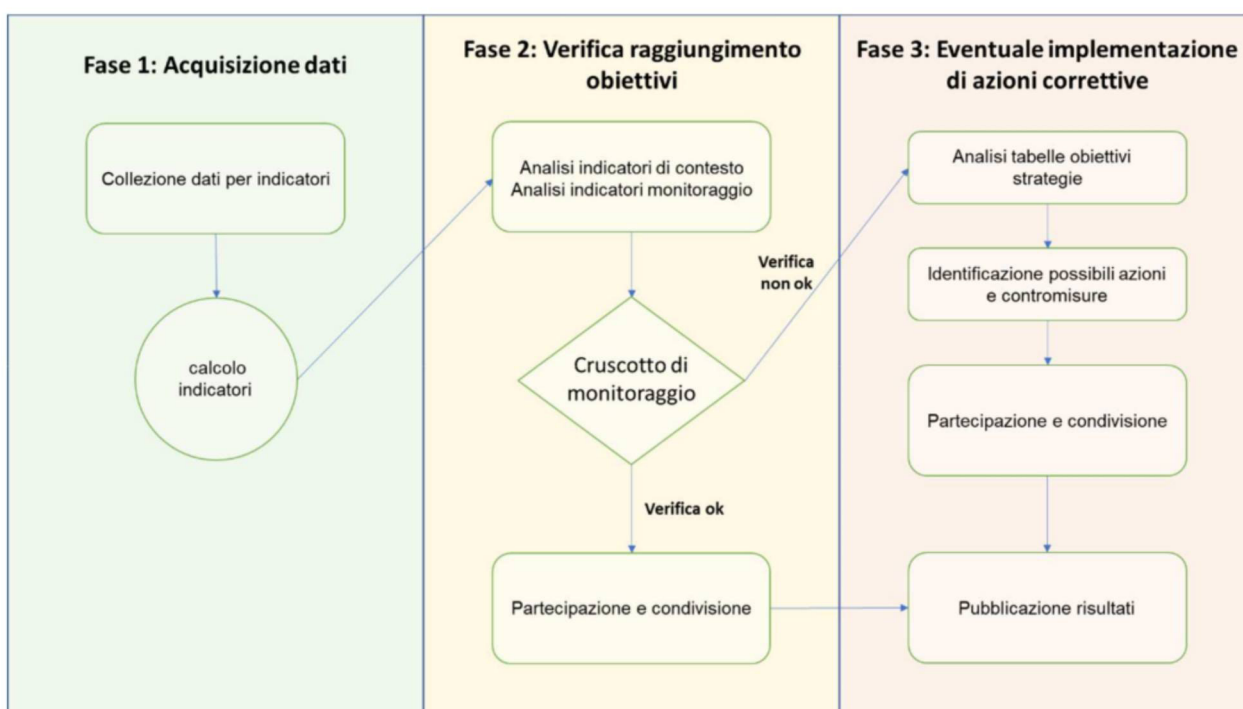 Fase 1: Acquisizione dati
Collezione dati per indicatori
calcolo
indicatori
Fase 2: Verifica raggiungimento
obiettivi
Analisi indicatori di contesto
Analisi indicatori monitoraggio
Cruscotto di
monitoraggio
Verifica
non ok
Verifica ok
Partecipazione e condivisione
Fase 3: Eventuale implementazione
di azioni correttive
Analisi tabelle obiettivi
strategie
Identificazione possibili azioni
e contromisure
Partecipazione e condivisione
Pubblicazione risultati